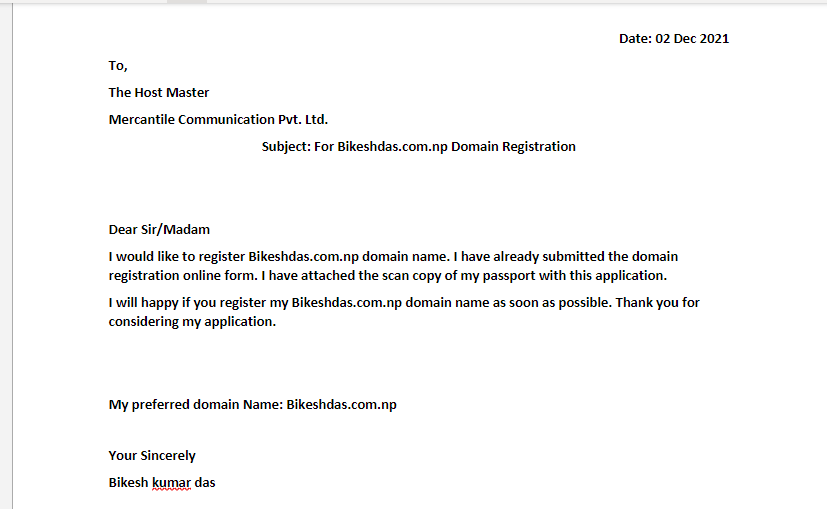 Date: 02 Dec 2021
To,
The Host Master
Mercantile Communication Pvt. Ltd.
Subject: For Bikeshdas.com.np Domain Registration
Dear Sir/Madam
I would like to register Bikeshdas.com.np domain name. I have already submitted the domain
registration online form. I have attached the scan copy of my passport with this application.
I will happy if you register my Bikeshdas.com.np domain name as soon as possible. Thank you for
considering my application.
My preferred domain Name: Bikeshdas.com.np
Your Sincerely
Bikesh kumar das